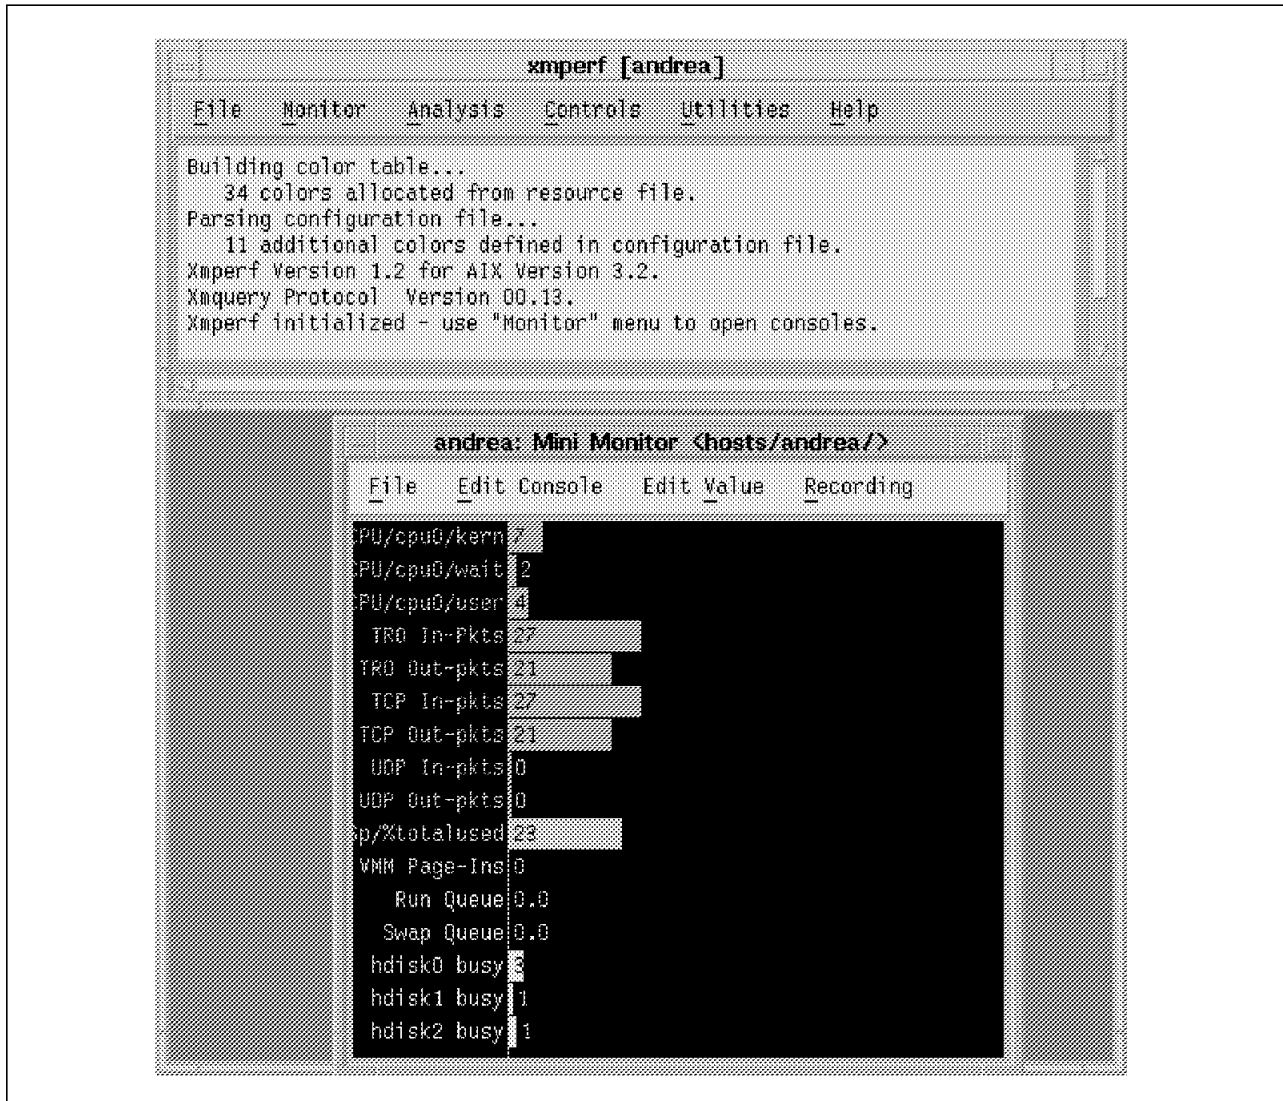 xmperf [andrea]
File Monitor Analysis Controls Utilities Help
Building color table...
34 colors allocated from resource file.
Parsing configuration file...
11 additional colors defined in configuration file.
Xmperf Version 1.2 for AIX Version 3.2.
Xmquery Protocol Version 00.13.
Xmperf initialized - use "Monitor" menu to open consoles.
andrea: Mini Monitor <hosts/andrea/>
File Edit Console Edit Value Recording
CPU/cpu0/kern 7
CPU/cpu0/wait 2
CPU/cpu0/user 4
TR0 In-Pkts 27
TR0 Out-pkts 21
TCP In-pkts 27
TCP Out-pkts 21
UDP In-pkts 0
UDP Out-pkts 0
Sp/%totalused 23
VMM Page-Ins 0
Run Queue 0.0
Swap Queue 0.0
hdisk0 busy 3
hdisk1 busy 1
hdisk2 busy 1